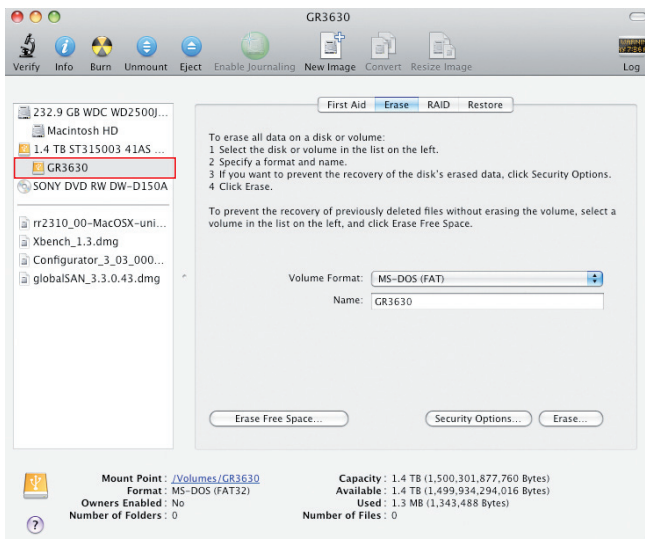 GR3630
Verify Info Burn Unmount Eject Enable Journaling New Image Convert Resize Image Log
232.9 GB WDC WD2500J...
Macintosh HD
1.4 TB ST315003 41AS ...
GR3630
SONY DVD RW DW-D150A
rr2310_00-MacOSX-uni...
Xbench_1.3.dmg
Configurator_3_03_000...
globalSAN_3.3.0.43.dmg
First Aid Erase RAID Restore
To erase all data on a disk or volume:
1 Select the disk or volume in the list on the left.
2 Specify a format and name.
3 If you want to prevent the recovery of the disk's erased data, click Security Options.
4 Click Erase.
To prevent the recovery of previously deleted files without erasing the volume, select a
volume in the list on the left, and click Erase Free Space.
Volume Format: MS-DOS (FAT)
Name: GR3630
Erase Free Space... Security Options... Erase...
Mount Point : /Volumes/GR3630
Format : MS-DOS (FAT32)
Owners Enabled : No
Number of Folders : 0
Capacity : 1.4 TB (1,500,301,877,760 Bytes)
Available : 1.4 TB (1,499,934,294,016 Bytes)
Used : 1.3 MB (1,343,488 Bytes)
Number of Files : 0
?